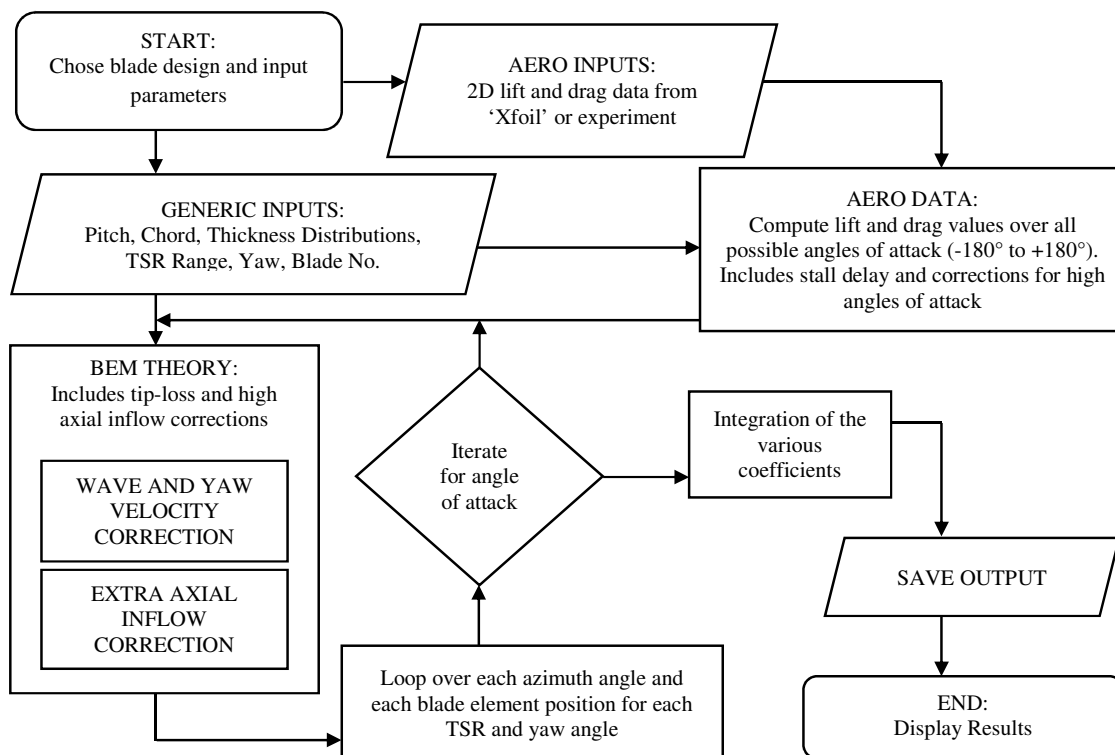 START:
Chose blade design and input
parameters
AERO INPUTS:
2D lift and drag data from
‘Xfoil’ or experiment
GENERIC INPUTS:
Pitch, Chord, Thickness Distributions,
TSR Range, Yaw, Blade No.
AERO DATA:
Compute lift and drag values over all
possible angles of attack (-180° to +180°).
Includes stall delay and corrections for high
angles of attack
BEM THEORY:
Includes tip-loss and high
axial inflow corrections
WAVE AND YAW
VELOCITY
CORRECTION
EXTRA AXIAL
INFLOW
CORRECTION
Iterate
for angle
of attack
Integration of the
various
coefficients
SAVE OUTPUT
Loop over each azimuth angle and
each blade element position for each
TSR and yaw angle
END:
Display Results